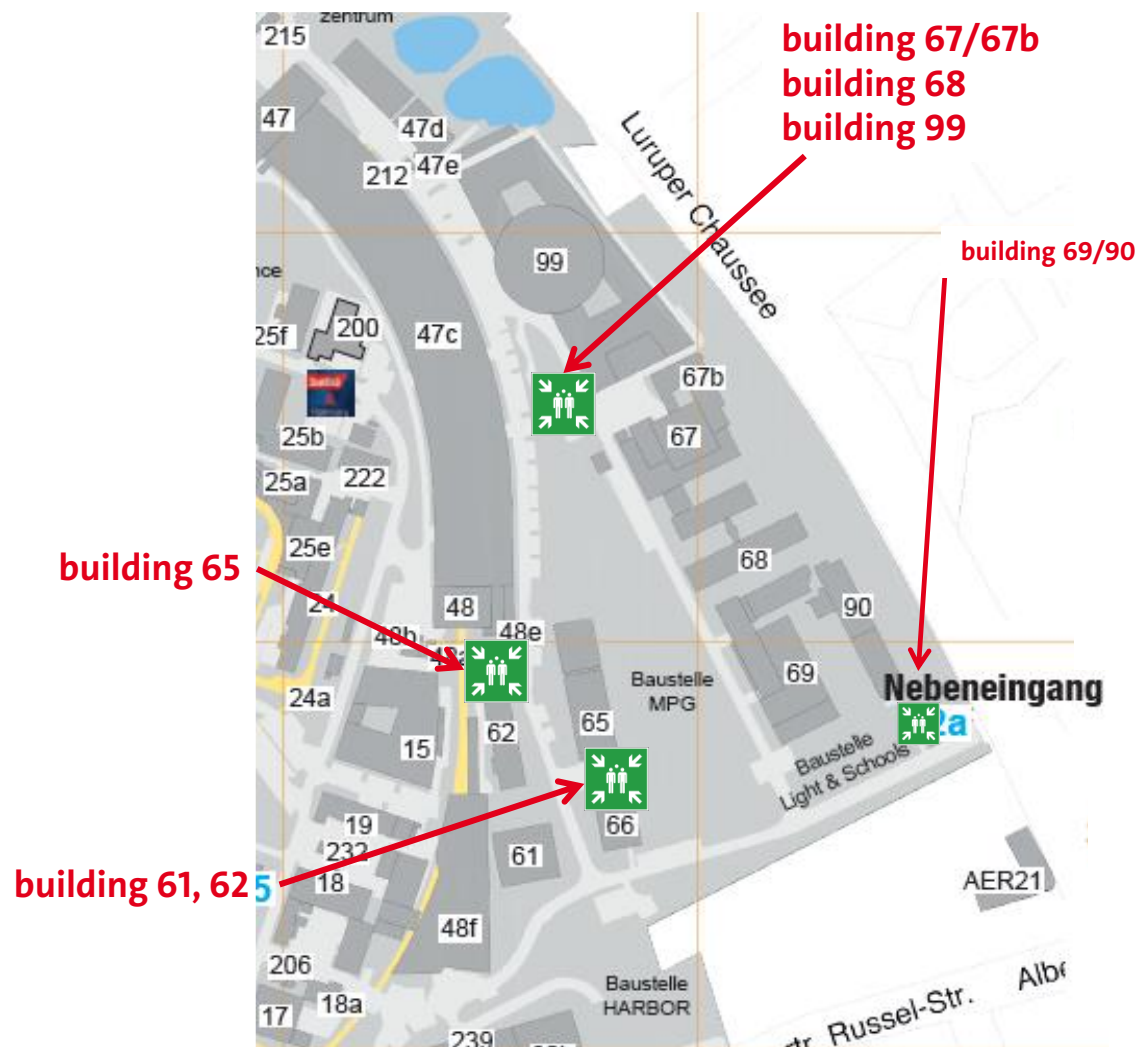 zentrum
215
building 67/67b
building 68
building 99
47
47d
47e
212
Luruper Chaussee
99
building 69/90
nce
25f
200
47c
67b
25b
67
25a
222
25e
68
building 65
24
48
90
48b
48e
24a
69
Baustelle
MPG
Nebeneingang
2a
15
62
65
Baustelle
Light & Schools
19
66
232
61
building 61, 62
5
18
AER21
48f
206
Baustelle
HARBOR
18a
17
239
Russel-Str.